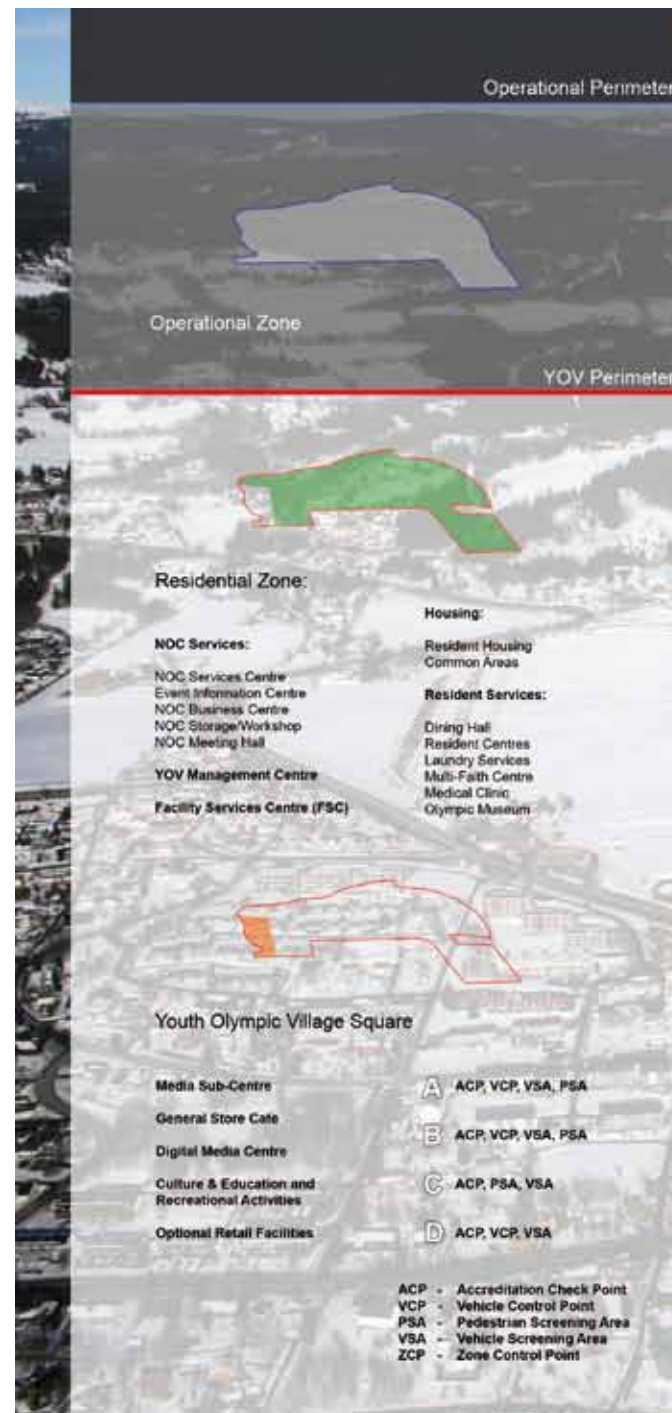 Operational Perimeter
Operational Zone
YOV Perimeter
Residential Zone:
NOC Services:
NOC Services Centre
Event Information Centre
NOC Business Centre
NOC Storage/Workshop
NOC Meeting Hall
YOV Management Centre
Facility Services Centre (FSC)
Housing:
Resident Housing
Common Areas
Resident Services:
Dining Hall
Resident Centres
Laundry Services
Multi-Faith Centre
Medical Clinic
Olympic Museum
Youth Olympic Village Square
Media Sub-Centre
General Store Cafe
Digital Media Centre
Culture & Education and
Recreational Activities
Optional Retail Facilities
A ACP, VCP, VSA, PSA
B ACP, VCP, VSA, PSA
C ACP, PSA, VSA
D ACP, VCP, VSA
ACP - Accreditation Check Point
VCP - Vehicle Control Point
PSA - Pedestrian Screening Area
VSA - Vehicle Screening Area
ZCP - Zone Control Point